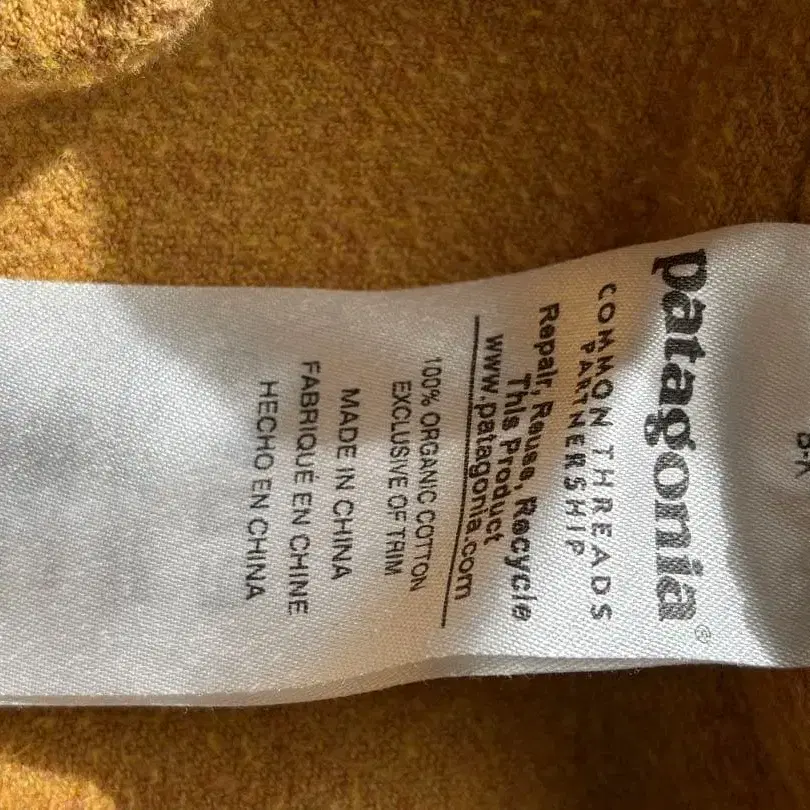 patagonia®
COMMON THREADS
PARTNERSHIP
Repair, Reuse, Recycle
This Product
www.patagonia.com
100% ORGANIC COTTON
EXCLUSIVE OF TRIM
MADE IN CHINA
FABRIQUÉ EN CHINE
HECHO EN CHINA